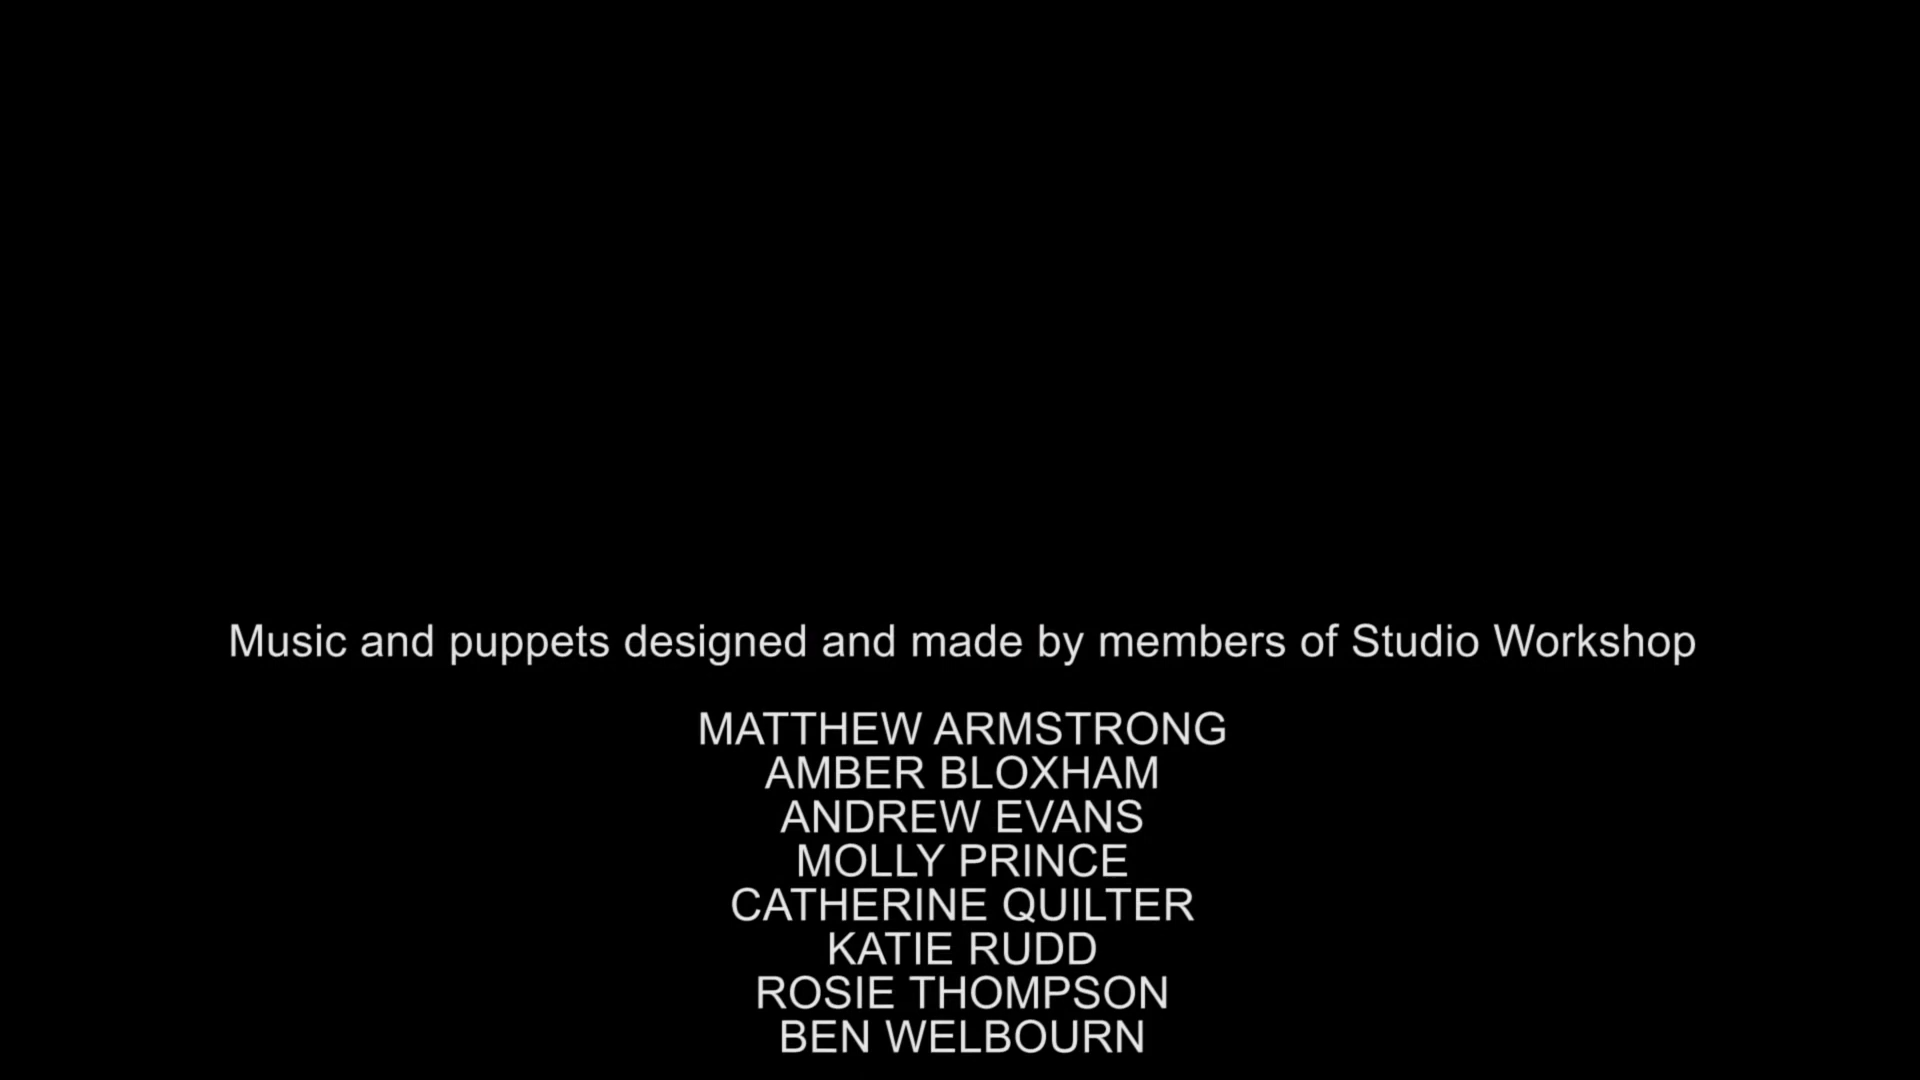 Music and puppets designed and made by members of Studio Workshop
MATTHEW ARMSTRONG
AMBER BLOXHAM
ANDREW EVANS
MOLLY PRINCE
CATHERINE QUILTER
KATIE RUDD
ROSIE THOMPSON
BEN WELBOURN